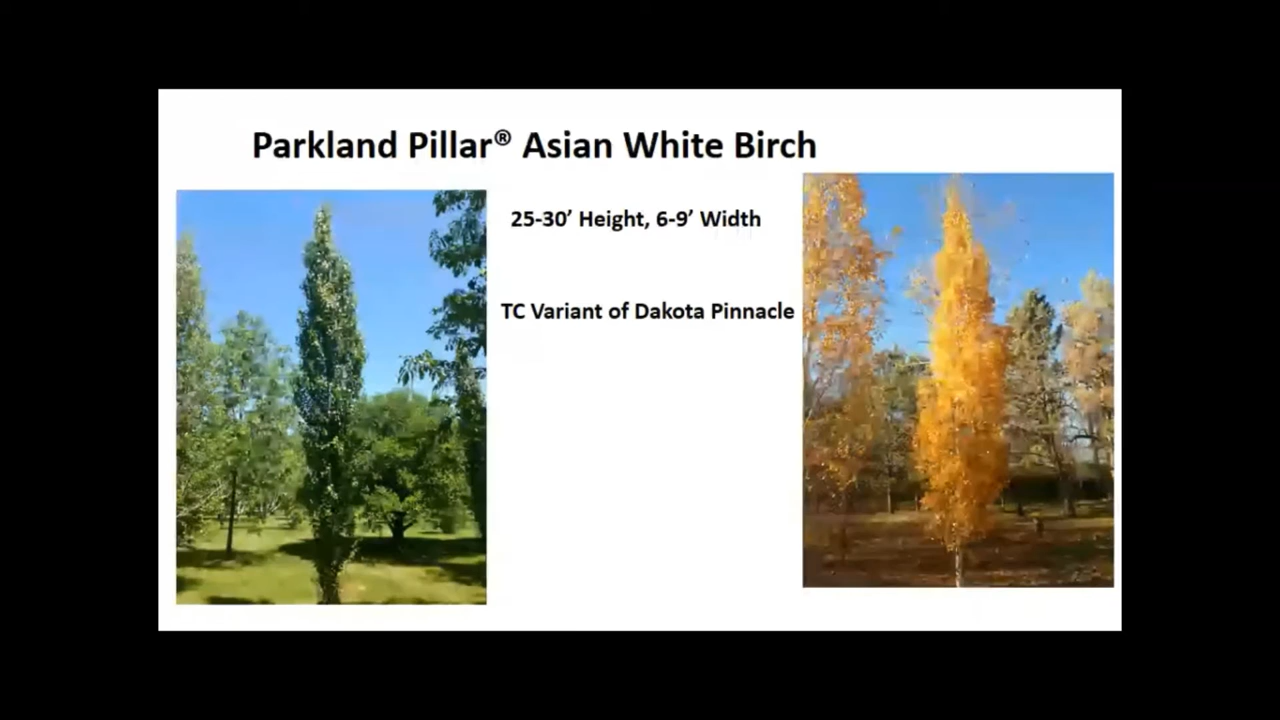 Parkland Pillar® Asian White Birch
25-30’ Height, 6-9’ Width
TC Variant of Dakota Pinnacle